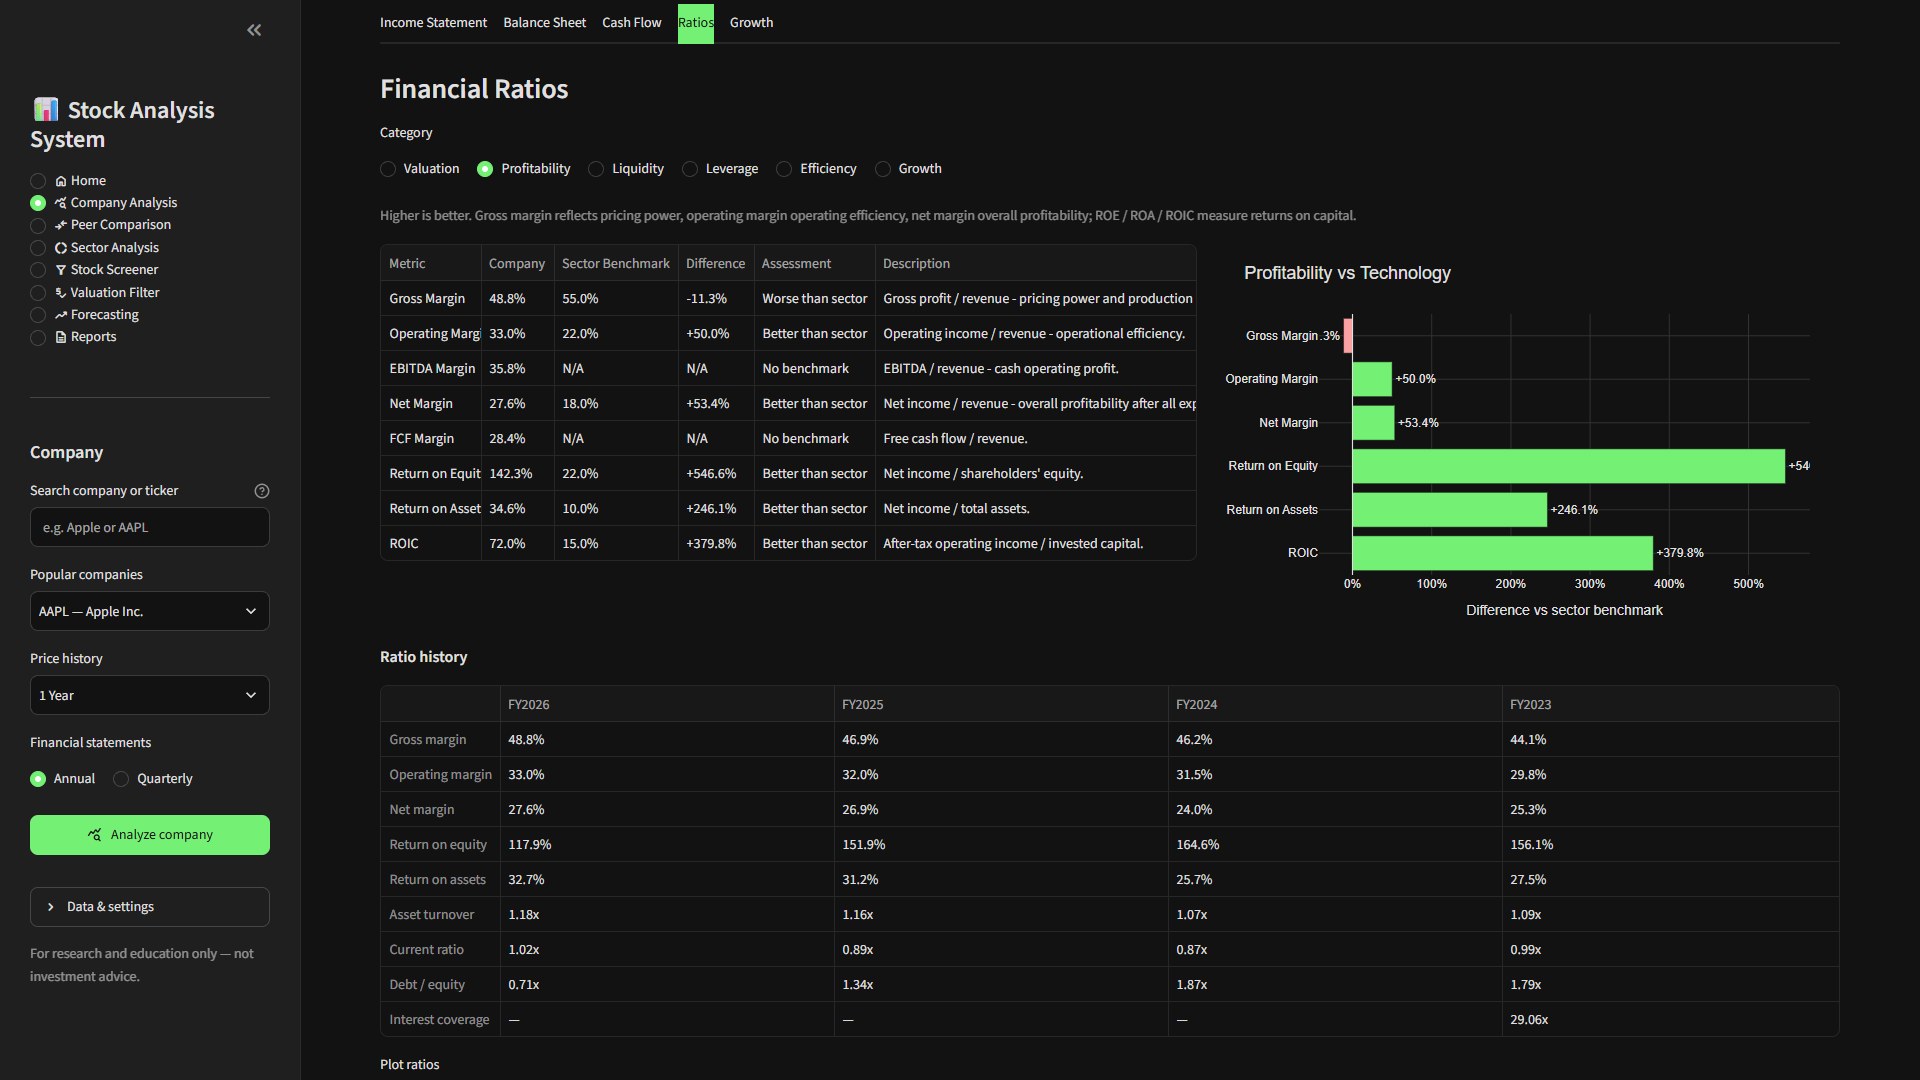 Income Statement Balance Sheet Cash Flow Ratios Growth
Stock Analysis
System
Home
Company Analysis
Peer Comparison
Sector Analysis
Stock Screener
Valuation Filter
Forecasting
Reports
Company
Search company or ticker
e.g. Apple or AAPL
Popular companies
AAPL — Apple Inc.
Price history
1 Year
Financial statements
Annual Quarterly
Analyze company
Data & settings
For research and education only — not
investment advice.
Financial Ratios
Category
Valuation Profitability Liquidity Leverage Efficiency Growth
Higher is better. Gross margin reflects pricing power, operating margin operating efficiency, net margin overall profitability; ROE / ROA / ROIC measure returns on capital.
Metric Company Sector Benchmark Difference Assessment Description
Gross Margin 48.8% 55.0% -11.3% Worse than sector Gross profit / revenue - pricing power and production
Operating Margi 33.0% 22.0% +50.0% Better than sector Operating income / revenue - operational efficiency.
EBITDA Margin 35.8% N/A N/A No benchmark EBITDA / revenue - cash operating profit.
Net Margin 27.6% 18.0% +53.4% Better than sector Net income / revenue - overall profitability after all exp
FCF Margin 28.4% N/A N/A No benchmark Free cash flow / revenue.
Return on Equit 142.3% 22.0% +546.6% Better than sector Net income / shareholders' equity.
Return on Asset 34.6% 10.0% +246.1% Better than sector Net income / total assets.
ROIC 72.0% 15.0% +379.8% Better than sector After-tax operating income / invested capital.
Profitability vs Technology
Gross Margin .3%
Operating Margin +50.0%
Net Margin +53.4%
Return on Equity +54
Return on Assets +246.1%
ROIC +379.8%
0% 100% 200% 300% 400% 500%
Difference vs sector benchmark
Ratio history
FY2026 FY2025 FY2024 FY2023
Gross margin 48.8% 46.9% 46.2% 44.1%
Operating margin 33.0% 32.0% 31.5% 29.8%
Net margin 27.6% 26.9% 24.0% 25.3%
Return on equity 117.9% 151.9% 164.6% 156.1%
Return on assets 32.7% 31.2% 25.7% 27.5%
Asset turnover 1.18x 1.16x 1.07x 1.09x
Current ratio 1.02x 0.89x 0.87x 0.99x
Debt / equity 0.71x 1.34x 1.87x 1.79x
Interest coverage — — — 29.06x
Plot ratios